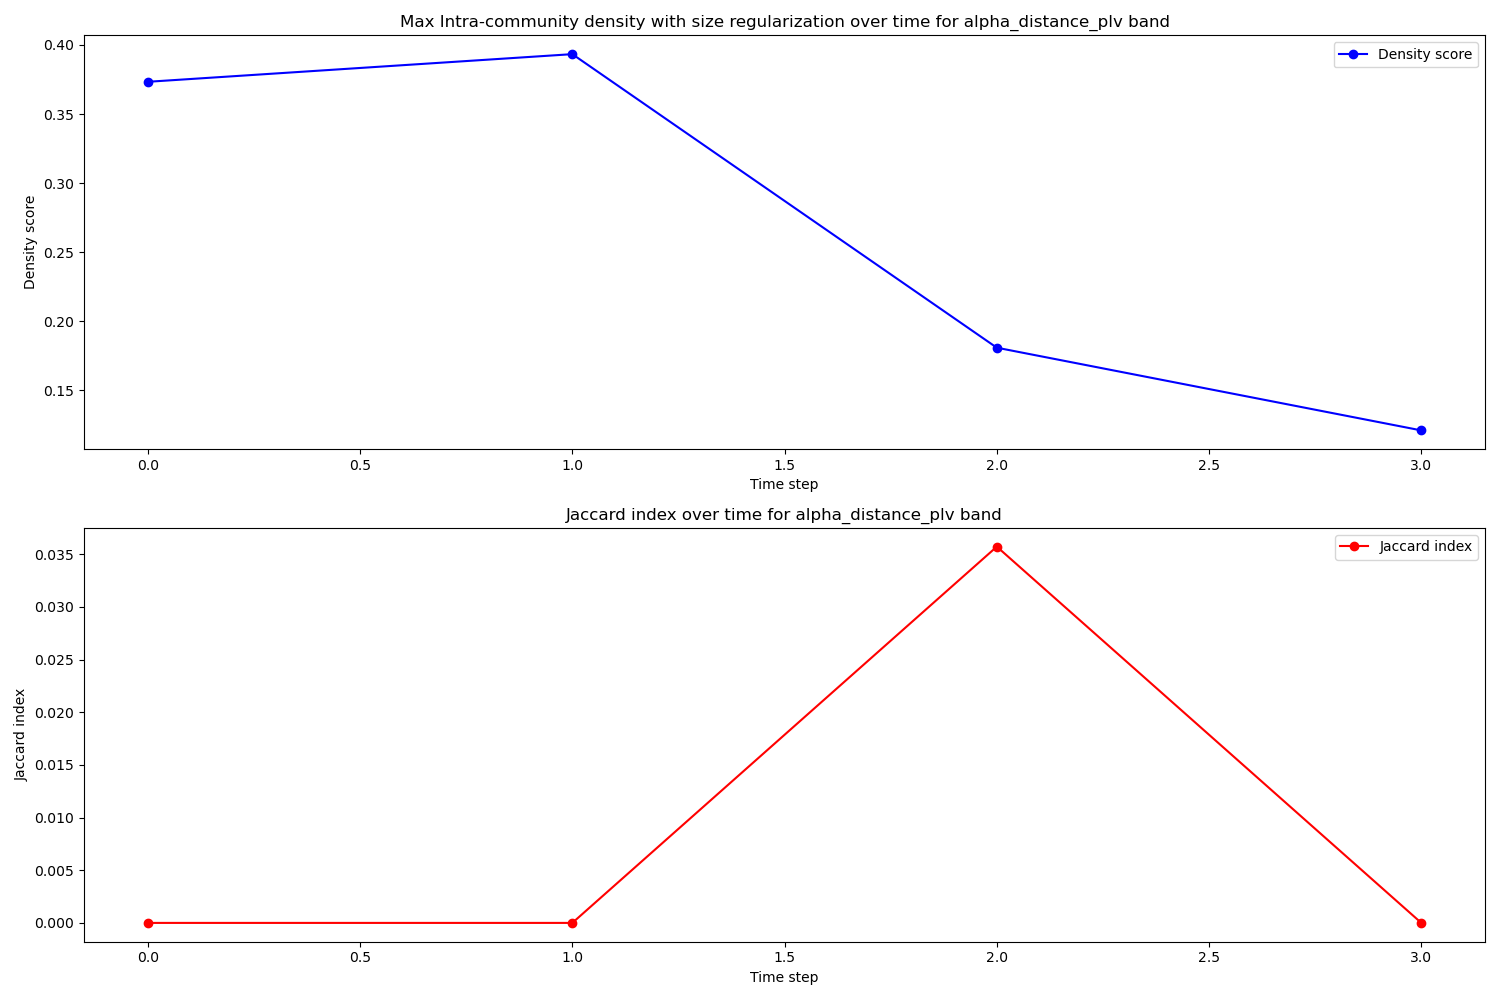 Max Intra-community density with size regularization over time for alpha_distance_plv band
Density score
0.40
0.35
0.30
0.25
0.20
0.15
Density score
0.0 0.5 1.0 1.5 2.0 2.5 3.0
Time step
Jaccard index over time for alpha_distance_plv band
Jaccard index
0.035
0.030
0.025
0.020
0.015
0.010
0.005
0.000
Jaccard index
0.0 0.5 1.0 1.5 2.0 2.5 3.0
Time step